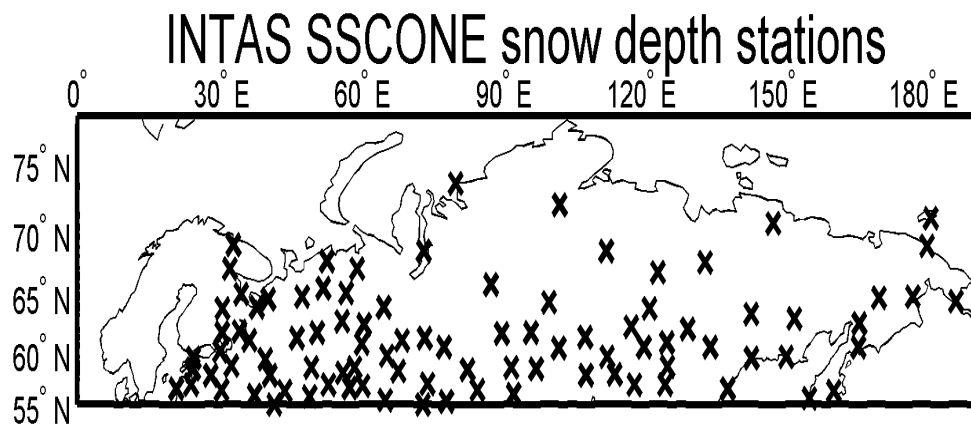 INTAS SSCONE snow depth stations
0° 30° E 60° E 90° E 120° E 150° E 180° E
75° N
70° N
65° N
60° N
55° N